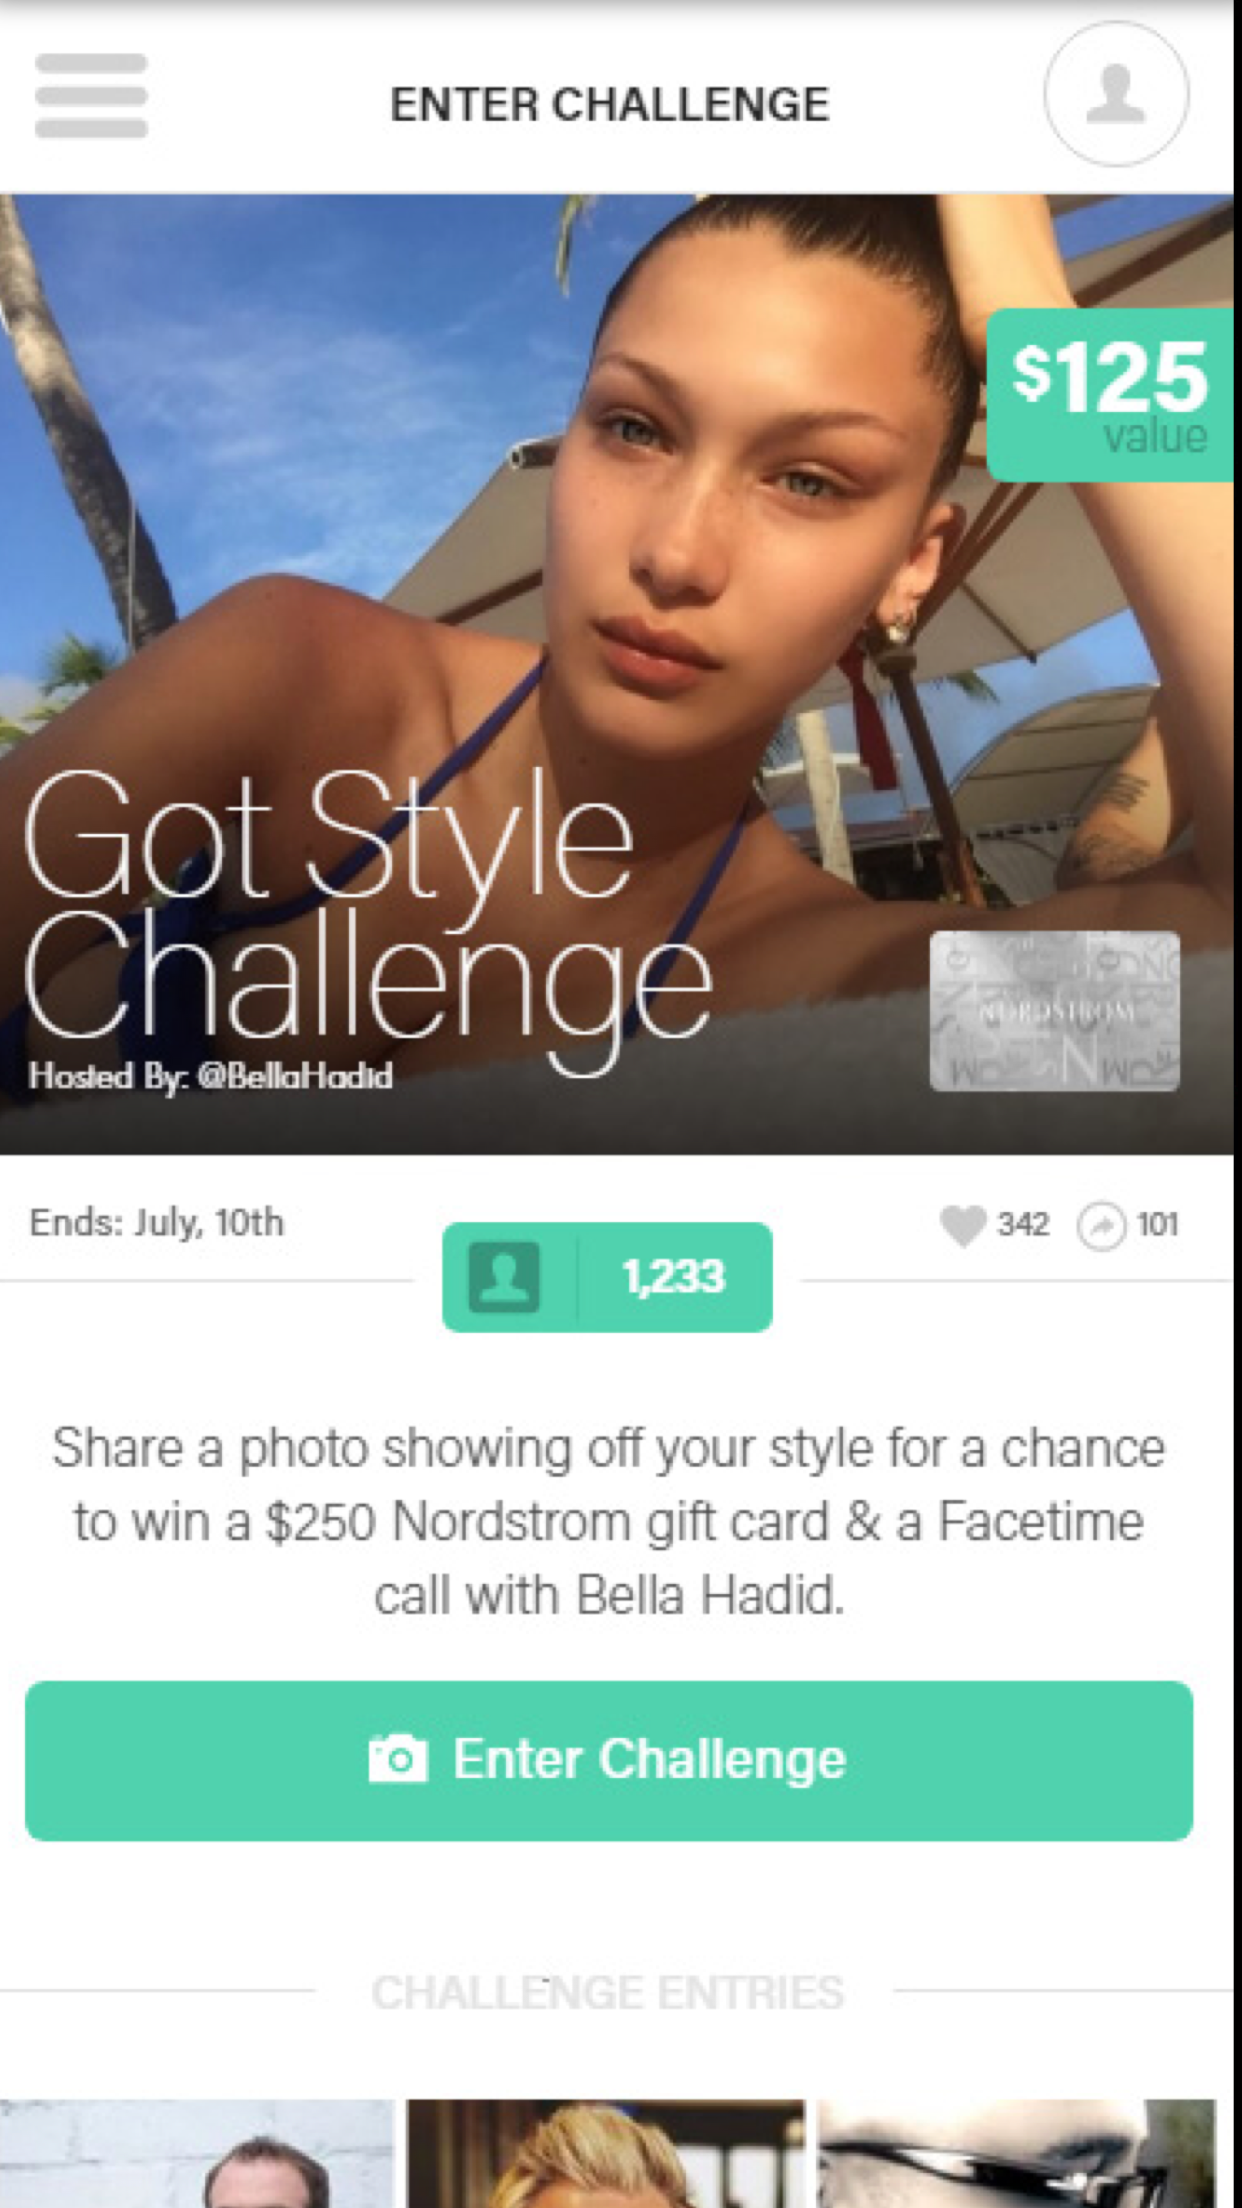 ENTER CHALLENGE
$125
value
Got Style
Challenge
Hosted By: @BellaHadid
NORDSTROM
Ends: July, 10th
342
101
1,233
Share a photo showing off your style for a chance
to win a $250 Nordstrom gift card & a Facetime
call with Bella Hadid.
Enter Challenge
CHALLENGE ENTRIES